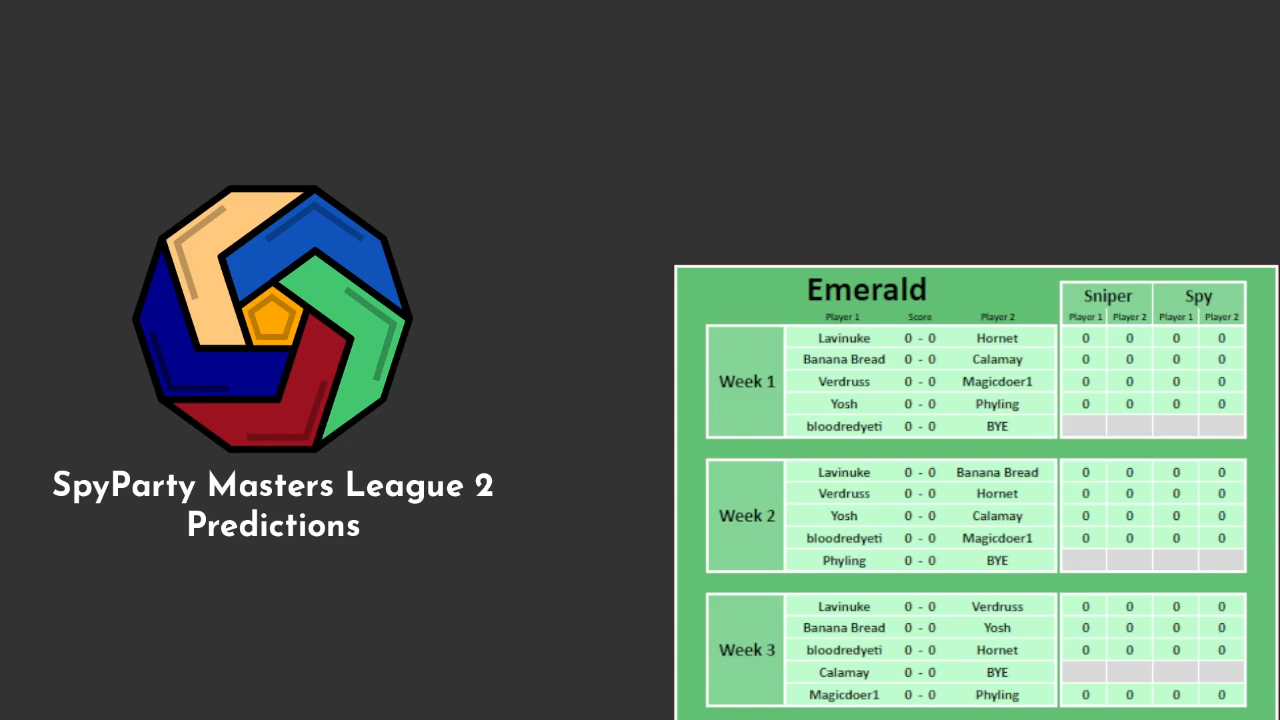 SpyParty Masters League 2
Predictions
Emerald
Sniper Spy
Player 1 Score Player 2 Player 1 Player 2 Player 1 Player 2
Week 1
Lavinuke 0 - 0 Hornet 0 0 0 0
Banana Bread 0 - 0 Calamay 0 0 0 0
Verdruss 0 - 0 Magicdoer1 0 0 0 0
Yosh 0 - 0 Phyling 0 0 0 0
bloodredyeti 0 - 0 BYE
Week 2
Lavinuke 0 - 0 Banana Bread 0 0 0 0
Verdruss 0 - 0 Hornet 0 0 0 0
Yosh 0 - 0 Calamay 0 0 0 0
bloodredyeti 0 - 0 Magicdoer1 0 0 0 0
Phyling 0 - 0 BYE
Week 3
Lavinuke 0 - 0 Verdruss 0 0 0 0
Banana Bread 0 - 0 Yosh 0 0 0 0
bloodredyeti 0 - 0 Hornet 0 0 0 0
Calamay 0 - 0 BYE
Magicdoer1 0 - 0 Phyling 0 0 0 0